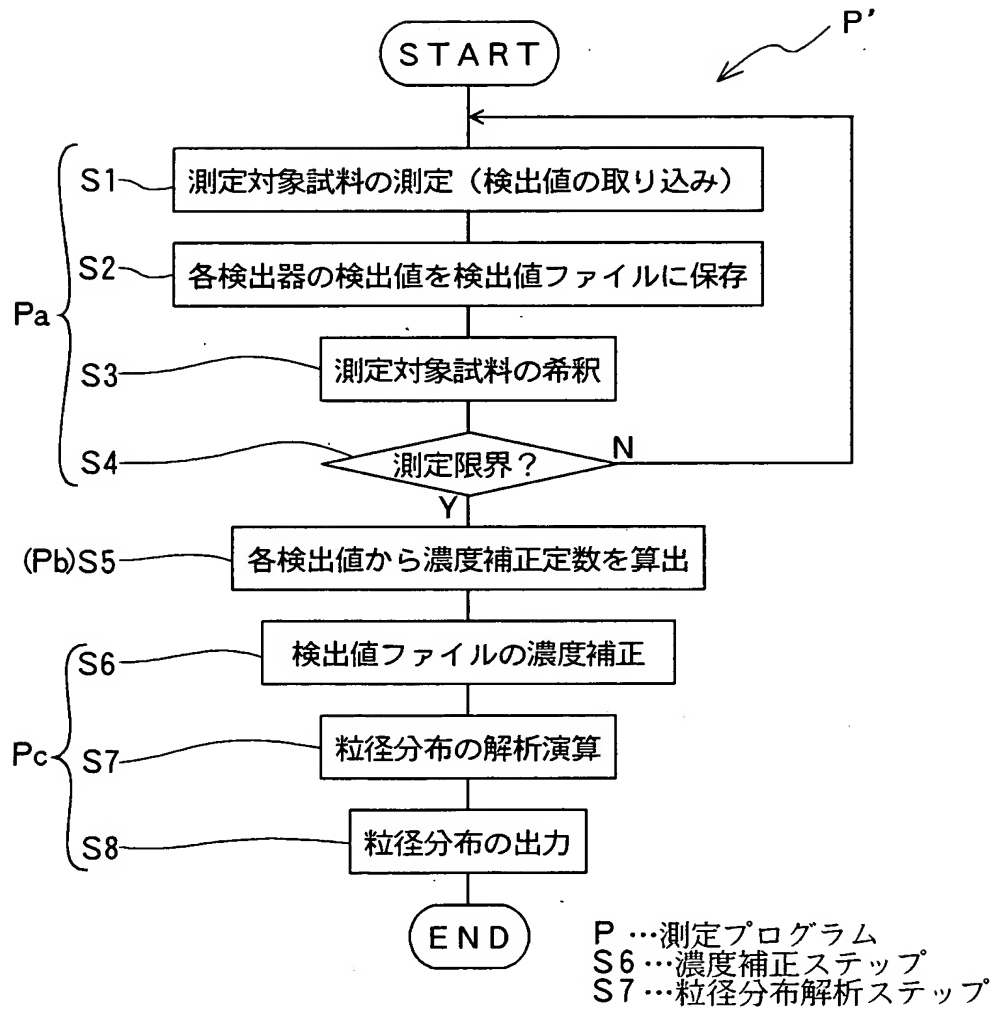 P'
START
S1 測定対象試料の測定（検出値の取り込み）
S2 各検出器の検出値を検出値ファイルに保存
Pa
S3 測定対象試料の希釈
S4 測定限界？ N
Y
(Pb)S5 各検出値から濃度補正定数を算出
S6 検出値ファイルの濃度補正
Pc
S7 粒径分布の解析演算
S8 粒径分布の出力
END
P…測定プログラム
S6…濃度補正ステップ
S7…粒径分布解析ステップ